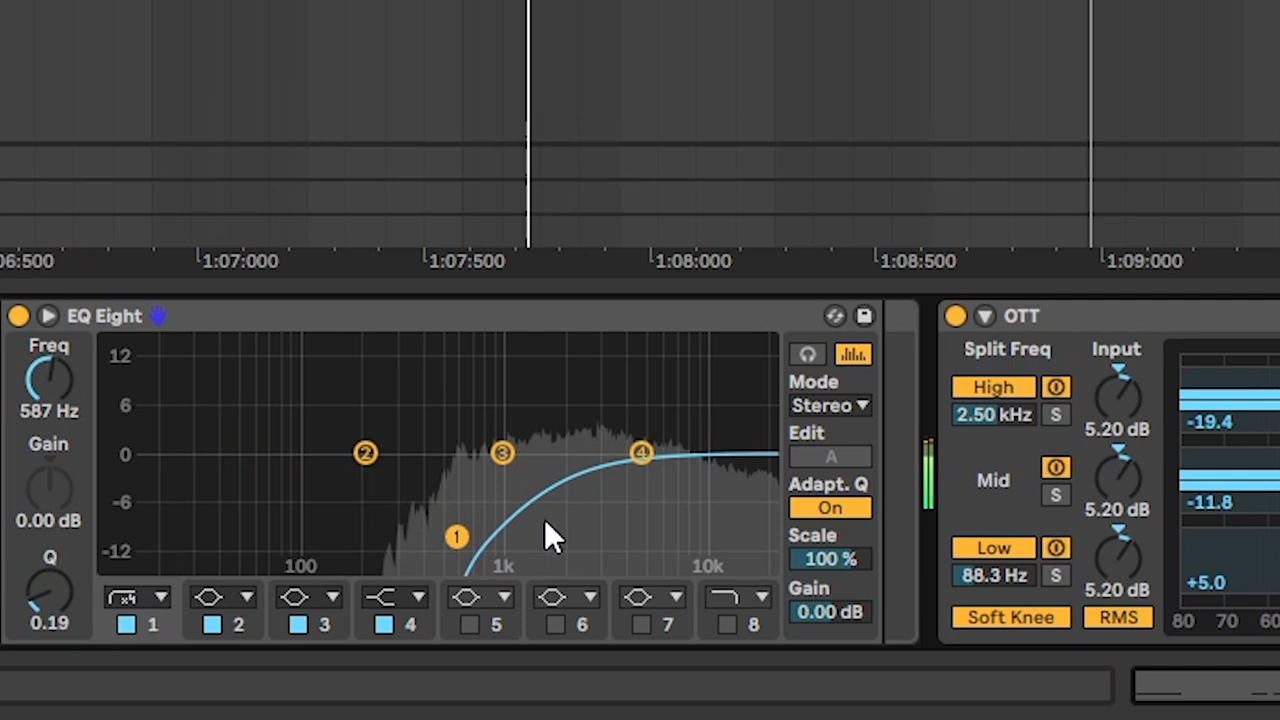 06:500 1:07:000 1:07:500 1:08:000 1:08:500 1:09:000
EQ Eight
Freq
587 Hz
Gain
0.00 dB
Q
0.19
12
6
0
-6
-12
100 1k 10k
1 2 3 4
x4
1 2 3 4 5 6 7 8
Mode
Stereo
Edit
A
Adapt. Q
On
Scale
100 %
Gain
0.00 dB
OTT
Split Freq
High
2.50 kHz S
Mid
S
Low
88.3 Hz S
Soft Knee RMS
Input
5.20 dB
5.20 dB
5.20 dB
-19.4
-11.8
+5.0
80 70 60